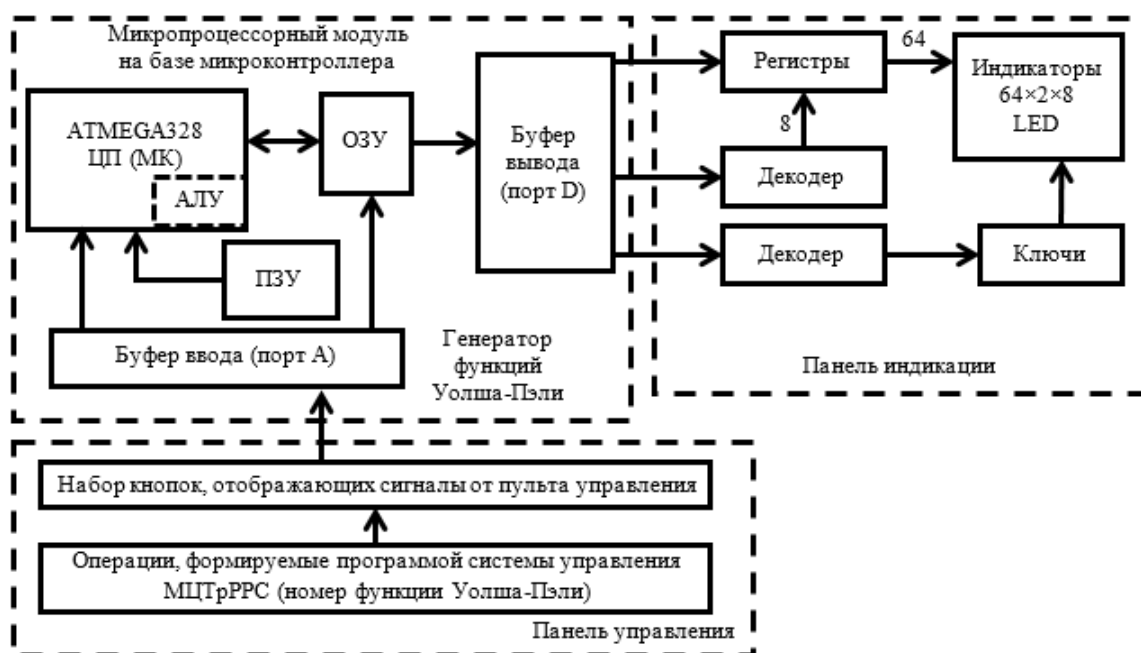 Микропроцессорный модуль
на базе микроконтроллера
ATMEGA328
ЦП (МК)
АЛУ
ОЗУ
ПЗУ
Буфер ввода (порт А)
Генератор
функций
Уолша-Пэли
Буфер
вывода
(порт D)
Регистры
64
8
Декодер
Декодер
Индикаторы
64×2×8
LED
Ключи
Панель индикации
Набор кнопок, отображающих сигналы от пульта управления
Операции, формируемые программой системы управления
МЦТрРРС (номер функции Уолша-Пэли)
Панель управления